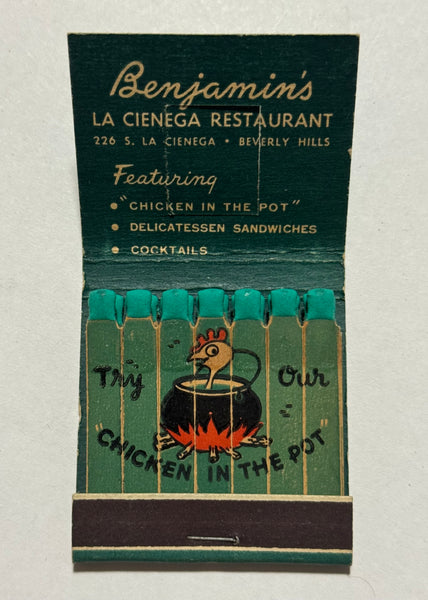 Benjamin's
LA CIENEGA RESTAURANT
226 S. LA CIENEGA • BEVERLY HILLS
Featuring
• "CHICKEN IN THE POT"
• DELICATESSEN SANDWICHES
• COCKTAILS
Try Our
"CHICKEN IN THE POT"